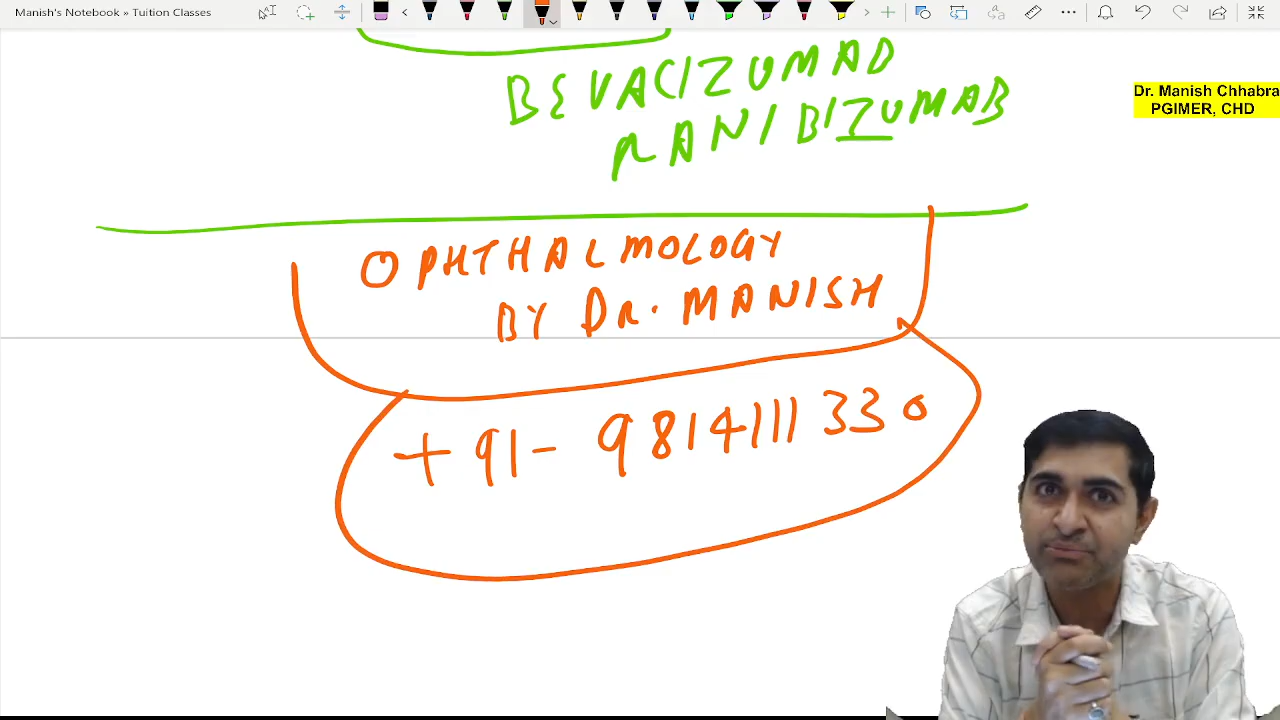 Manish's Notebook » Tuition Classes
BEVACIZUMAB
RANIBIZUMAB
Dr. Manish Chhabra
PGIMER, CHD
OPHTHALMOLOGY
BY DR. MANISH
+91-9814111330